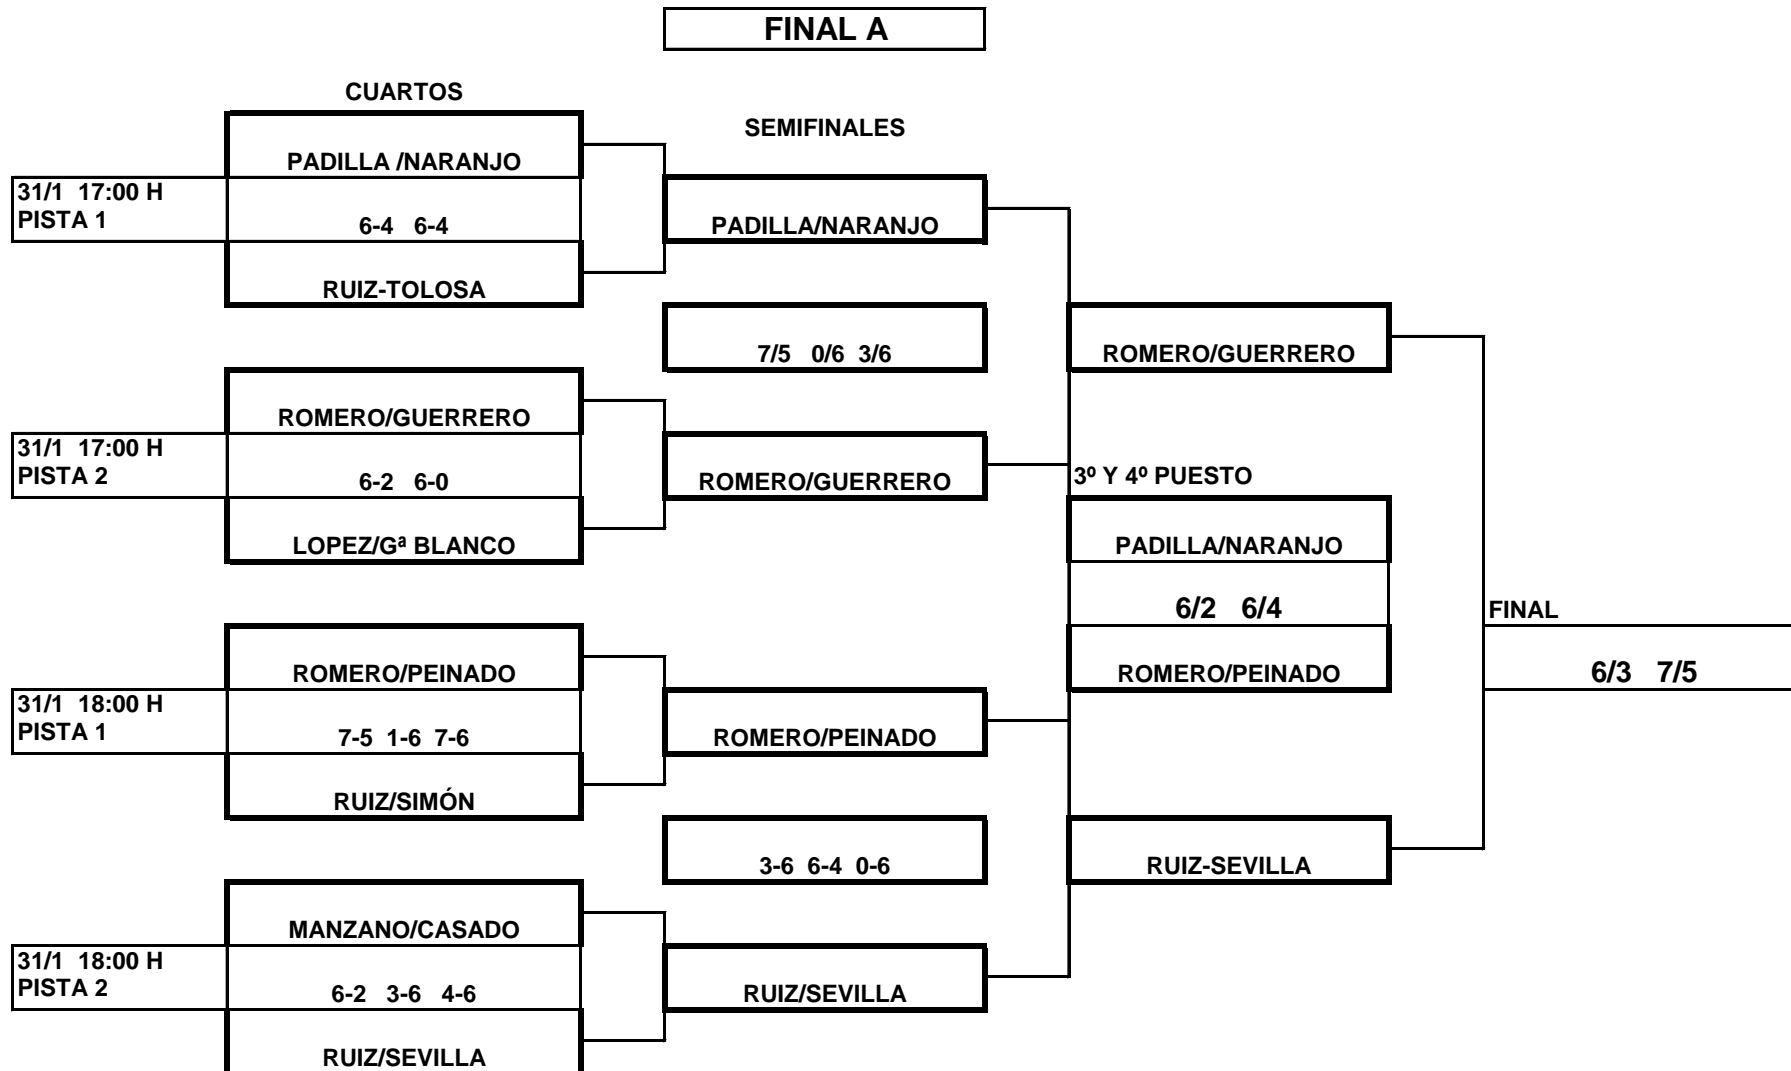 FINAL A
CUARTOS
SEMIFINALES
PADILLA /NARANJO
31/1 17:00 H
PISTA 1
6-4 6-4
PADILLA/NARANJO
RUIZ-TOLOSA
7/5 0/6 3/6
ROMERO/GUERRERO
ROMERO/GUERRERO
31/1 17:00 H
PISTA 2
6-2 6-0
ROMERO/GUERRERO
3º Y 4º PUESTO
LOPEZ/Gª BLANCO
PADILLA/NARANJO
6/2 6/4
FINAL
ROMERO/PEINADO
ROMERO/PEINADO
6/3 7/5
31/1 18:00 H
PISTA 1
7-5 1-6 7-6
ROMERO/PEINADO
RUIZ/SIMÓN
3-6 6-4 0-6
RUIZ-SEVILLA
MANZANO/CASADO
31/1 18:00 H
PISTA 2
6-2 3-6 4-6
RUIZ/SEVILLA
RUIZ/SEVILLA